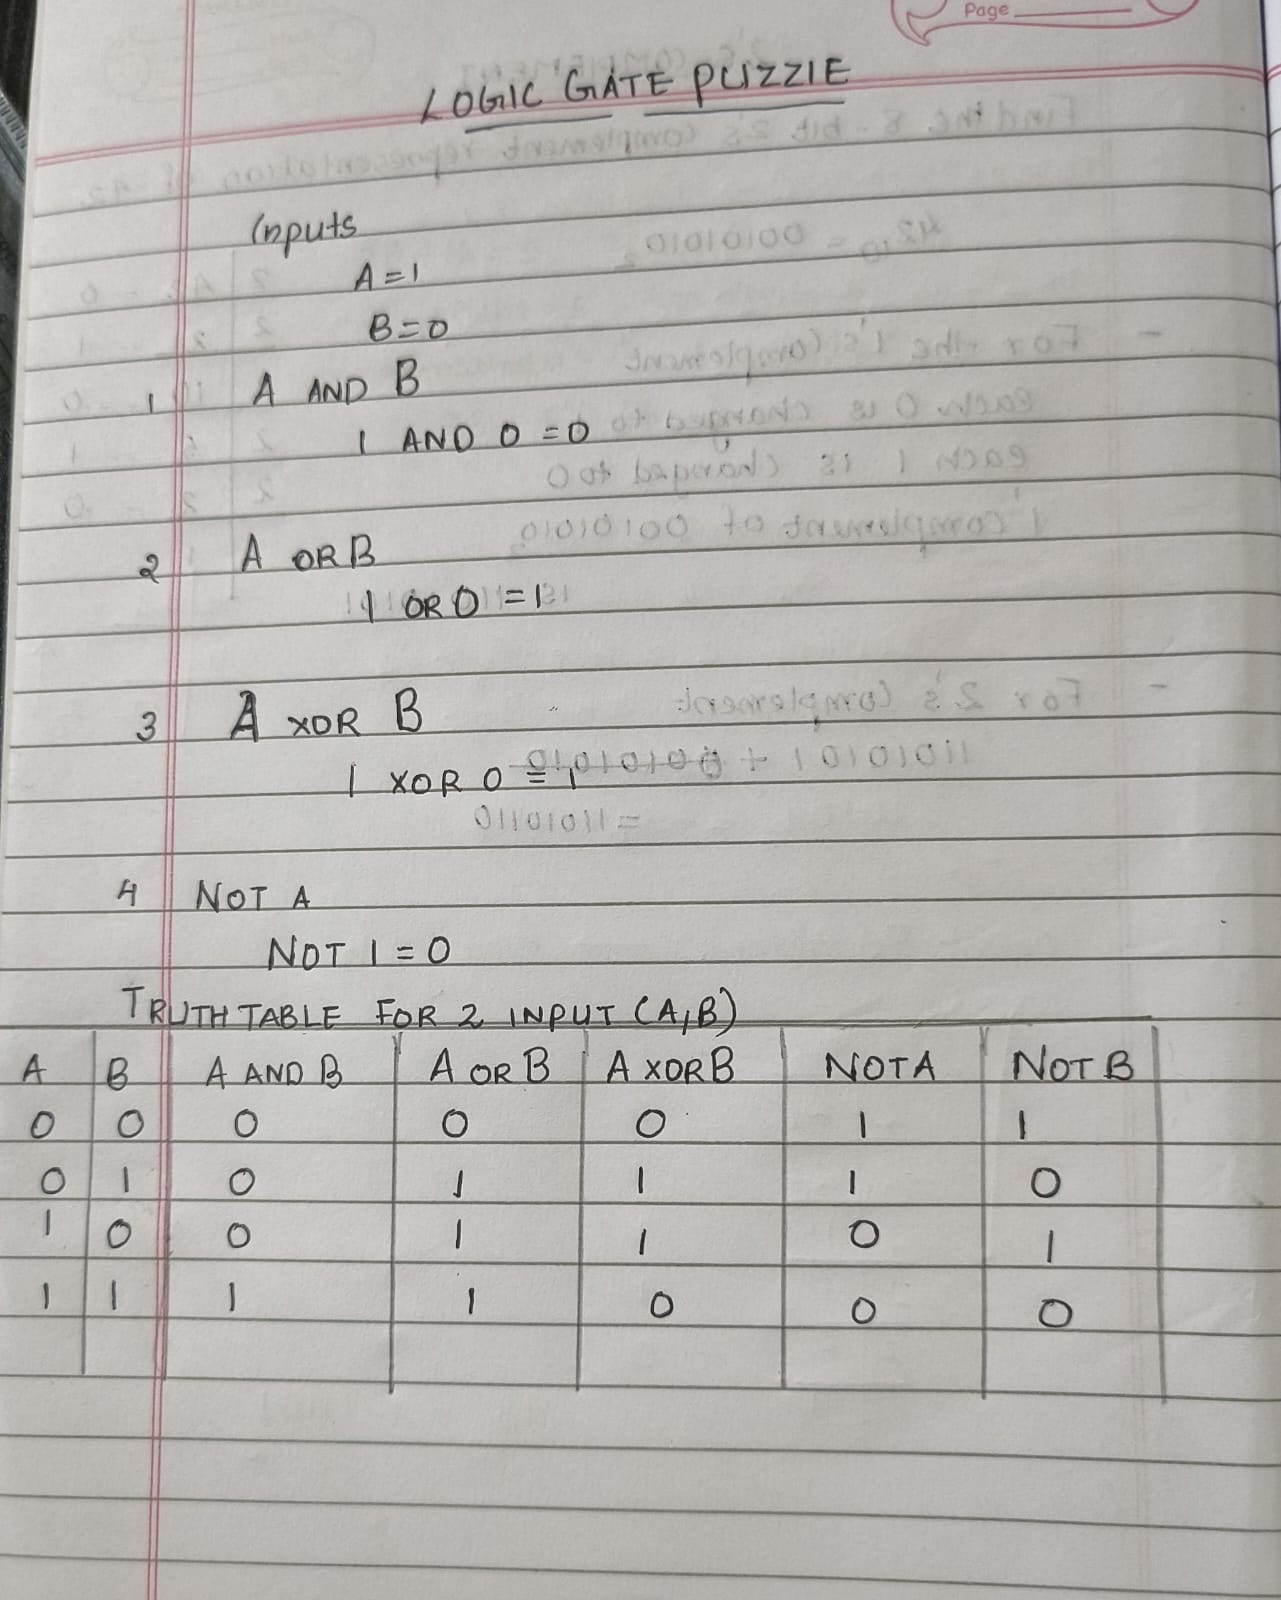 Page
LOGIC GATE PUZZIE
Inputs
A=1
B=0
1 A AND B
1 AND 0 =0
2 A OR B
1 OR 0 =1
3 A XOR B
1 XOR 0 = 1
4 NOT A
NOT 1 = 0
TRUTH TABLE FOR 2 INPUT (A,B)
A B A AND B A OR B A XOR B NOT A NOT B
0 0 0 0 0 1 1
0 1 0 1 1 1 0
1 0 0 1 1 0 1
1 1 1 1 0 0 0